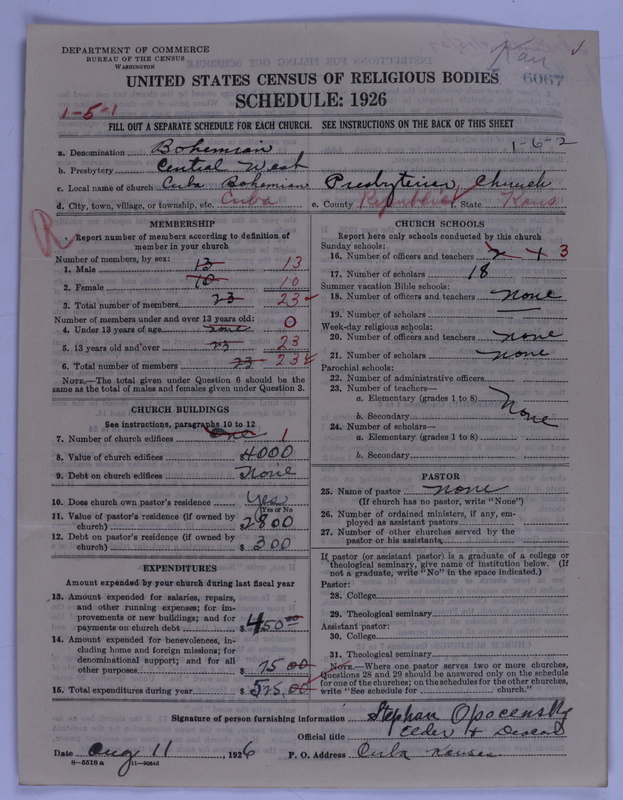 DEPARTMENT OF COMMERCE
BUREAU OF THE CENSUS
WASHINGTON
Kan
6067
UNITED STATES CENSUS OF RELIGIOUS BODIES
SCHEDULE: 1926
1-5-1
FILL OUT A SEPARATE SCHEDULE FOR EACH CHURCH. SEE INSTRUCTIONS ON THE BACK OF THIS SHEET
a. Denomination Bohemian 1-6-2
b. Presbytery Central West
c. Local name of church Cuba Bohemian Presbyterian Church
d. City, town, village, or township, etc. Cuba e. County Republic f. State Kans
R
MEMBERSHIP
Report number of members according to definition of
member in your church
Number of members, by sex:
1. Male 13 13
2. Female 10 10
3. Total number of members 23 23
Number of members under and over 13 years old:
4. Under 13 years of age none 0
5. 13 years old and over 23 23
6. Total number of members 23 23
NOTE.—The total given under Question 6 should be the
same as the total of males and females given under Question 3.
CHURCH BUILDINGS
See instructions, paragraphs 10 to 12
7. Number of church edifices one 1
8. Value of church edifices $4000
9. Debt on church edifices None
10. Does church own pastor's residence Yes
(Yes or No)
11. Value of pastor's residence (if owned by
church) $2800
12. Debt on pastor's residence (if owned by
church) $ 300
EXPENDITURES
Amount expended by your church during last fiscal year
13. Amount expended for salaries, repairs,
and other running expenses; for im-
provements or new buildings; and for
payments on church debt $450.00
14. Amount expended for benevolences, in-
cluding home and foreign missions; for
denominational support; and for all
other purposes $ 75 00
15. Total expenditures during year $525.00
CHURCH SCHOOLS
Report here only schools conducted by this church
Sunday schools:
16. Number of officers and teachers 3
17. Number of scholars 18
Summer vacation Bible schools:
18. Number of officers and teachers None
19. Number of scholars —
Week-day religious schools:
20. Number of officers and teachers none
21. Number of scholars none
Parochial schools:
22. Number of administrative officers
23. Number of teachers—
a. Elementary (grades 1 to 8) None
b. Secondary
24. Number of scholars—
a. Elementary (grades 1 to 8)
b. Secondary
PASTOR
25. Name of pastor none
(If church has no pastor, write "None")
26. Number of ordained ministers, if any, em-
ployed as assistant pastors
27. Number of other churches served by the
pastor or his assistants
If pastor (or assistant pastor) is a graduate of a college or
theological seminary, give name of institution below. (If
not a graduate, write "No" in the space indicated.)
Pastor:
28. College
29. Theological seminary
Assistant pastor:
30. College
31. Theological seminary
NOTE.—Where one pastor serves two or more churches,
Questions 28 and 29 should be answered only on the schedule
for one of the churches; on the schedules for the other churches,
write "See schedule for church."
Signature of person furnishing information Stephan Opocensky
Official title Elder & Deacon
Date Aug 11, 1926 P. O. Address Cuba Kansas
8-5518 a